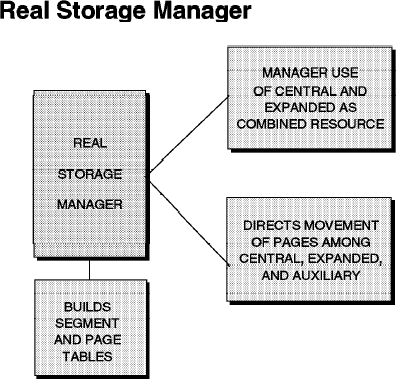 Real Storage Manager
MANAGER USE
OF CENTRAL AND
EXPANDED AS
COMBINED RESOURCE
REAL
STORAGE
MANAGER
DIRECTS MOVEMENT
OF PAGES AMONG
CENTRAL, EXPANDED,
AND AUXILIARY
BUILDS
SEGMENT
AND PAGE
TABLES